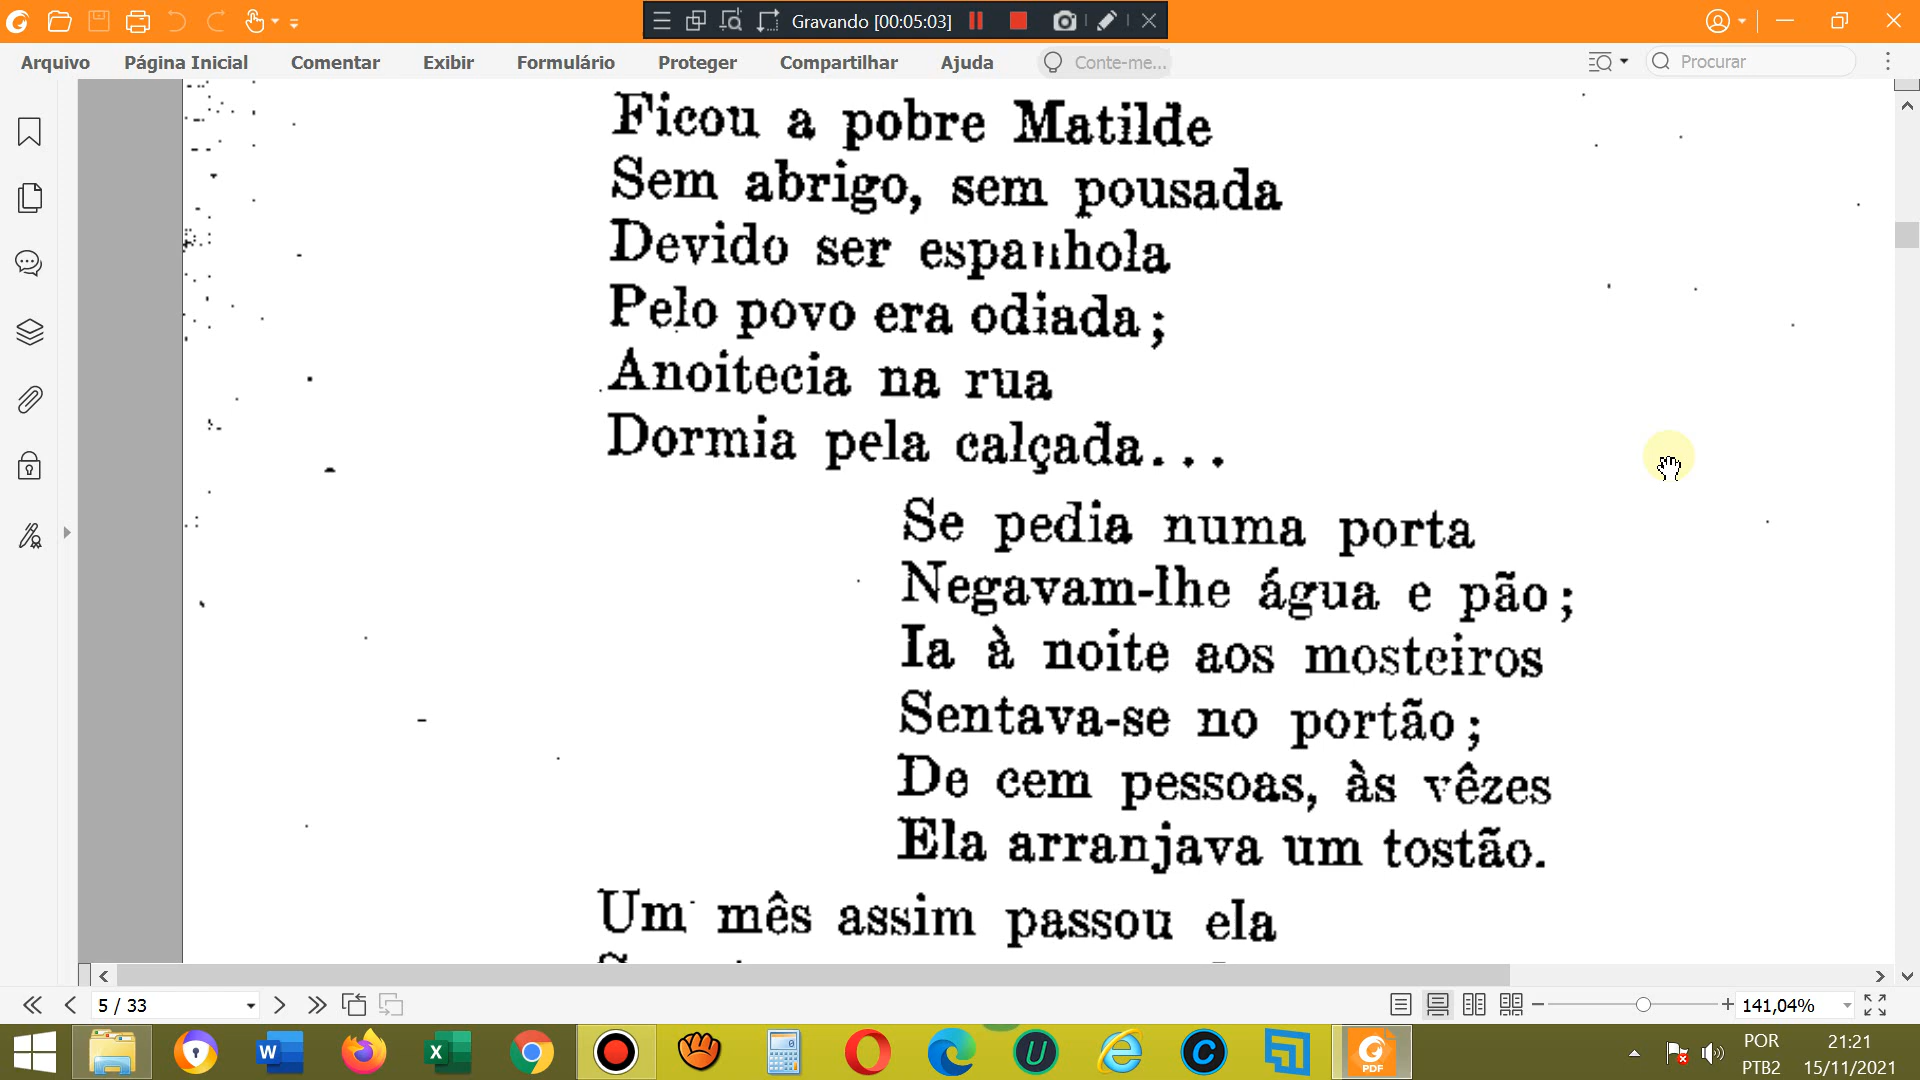 Gravando [00:05:03]
Arquivo Página Inicial Comentar Exibir Formulário Proteger Compartilhar Ajuda Conte-me... Procurar
Ficou a pobre Matilde
Sem abrigo, sem pousada
Devido ser espanhola
Pelo povo era odiada;
Anoitecia na rua
Dormia pela calçada...
Se pedia numa porta
Negavam-lhe água e pão;
Ia à noite aos mosteiros
Sentava-se no portão;
De cem pessoas, às vêzes
Ela arranjava um tostão.
Um mês assim passou ela
5 / 33
141,04%
POR 21:21
PTB2 15/11/2021